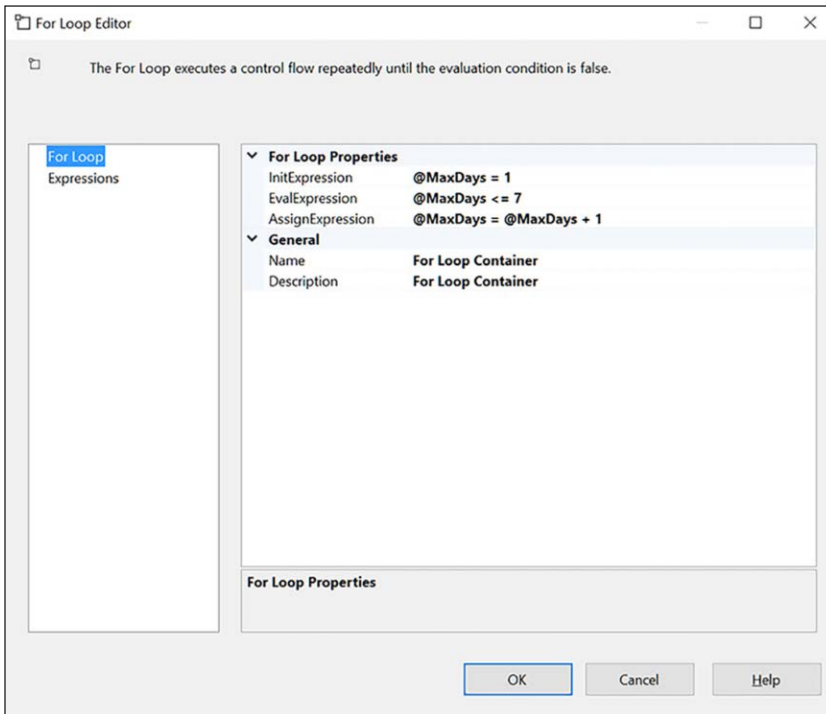 For Loop Editor
The For Loop executes a control flow repeatedly until the evaluation condition is false.
For Loop
Expressions
For Loop Properties
InitExpression @MaxDays = 1
EvalExpression @MaxDays <= 7
AssignExpression @MaxDays = @MaxDays + 1
General
Name For Loop Container
Description For Loop Container
For Loop Properties
OK Cancel Help